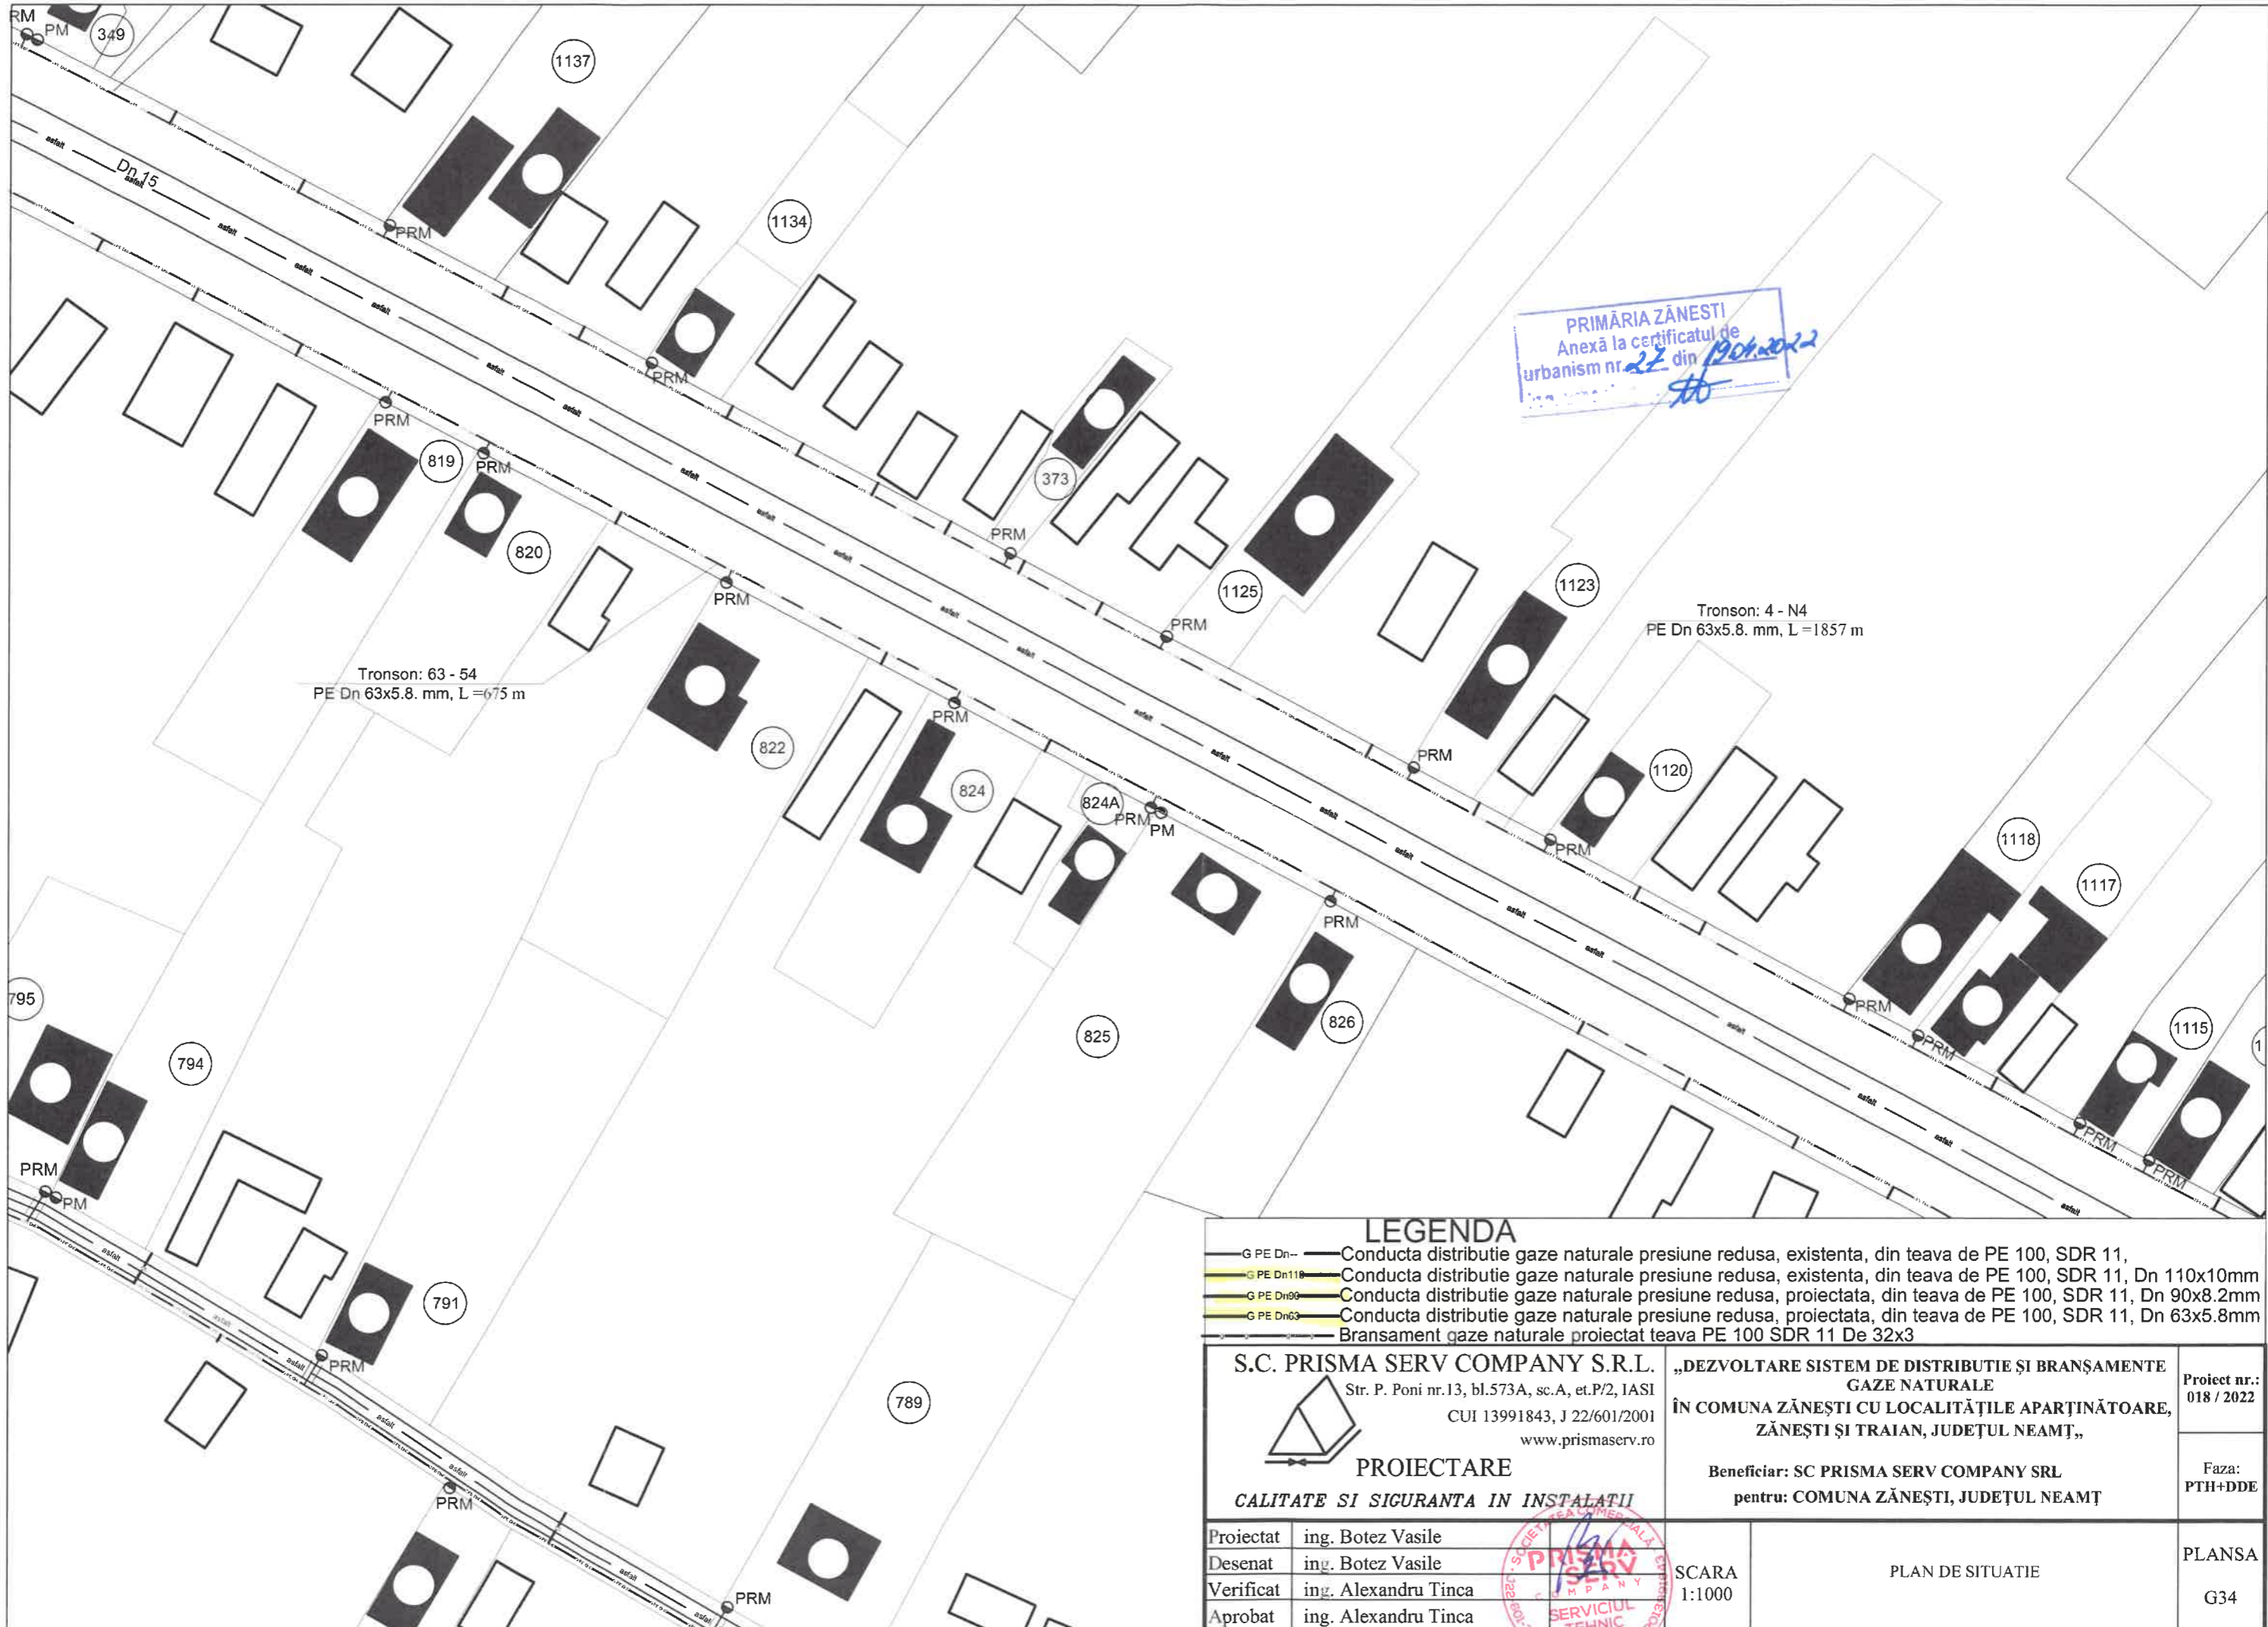 RM
PM
349
1137
Dn 15
asfalt
PRM
1134
PRM
PRIMĂRIA ZĂNESTI
Anexă la certificatul de
urbanism nr. 27 din 19.04.2022
PRM
819
PRM
373
820
PRM
PRM
1125
1123
PRM
Tronson: 4 - N4
PE Dn 63x5.8. mm, L =1857 m
Tronson: 63 - 54
PE Dn 63x5.8. mm, L =675 m
822
PRM
PRM
1120
824
824A
PRM
PM
PRM
1118
1117
PRM
795
794
825
826
PRM
PRM
1115
1
PRM
PRM
PRM
PM
791
PRM
789
PRM
PRM
LEGENDA
G PE Dn-- Conducta distributie gaze naturale presiune redusa, existenta, din teava de PE 100, SDR 11,
G PE Dn110 Conducta distributie gaze naturale presiune redusa, existenta, din teava de PE 100, SDR 11, Dn 110x10mm
G PE Dn90 Conducta distributie gaze naturale presiune redusa, proiectata, din teava de PE 100, SDR 11, Dn 90x8.2mm
G PE Dn63 Conducta distributie gaze naturale presiune redusa, proiectata, din teava de PE 100, SDR 11, Dn 63x5.8mm
Bransament gaze naturale proiectat teava PE 100 SDR 11 De 32x3
S.C. PRISMA SERV COMPANY S.R.L.
Str. P. Poni nr.13, bl.573A, sc.A, et.P/2, IASI
CUI 13991843, J 22/601/2001
www.prismaserv.ro
PROIECTARE
CALITATE SI SIGURANTA IN INSTALATII
„DEZVOLTARE SISTEM DE DISTRIBUTIE ȘI BRANȘAMENTE
GAZE NATURALE
ÎN COMUNA ZĂNEȘTI CU LOCALITĂȚILE APARȚINĂTOARE,
ZĂNEȘTI ȘI TRAIAN, JUDEȚUL NEAMȚ„
Beneficiar: SC PRISMA SERV COMPANY SRL
pentru: COMUNA ZĂNEȘTI, JUDEȚUL NEAMȚ
Proiect nr.:
018 / 2022
Faza:
PTH+DDE
Proiectat ing. Botez Vasile
Desenat ing. Botez Vasile
Verificat ing. Alexandru Tinca
Aprobat ing. Alexandru Tinca
SOCIETATEA COMERCIALĂ
PRISMA
SERV
COMPANY
SERVICIUL
TEHNIC
SCARA
1:1000
PLAN DE SITUATIE
PLANSA
G34